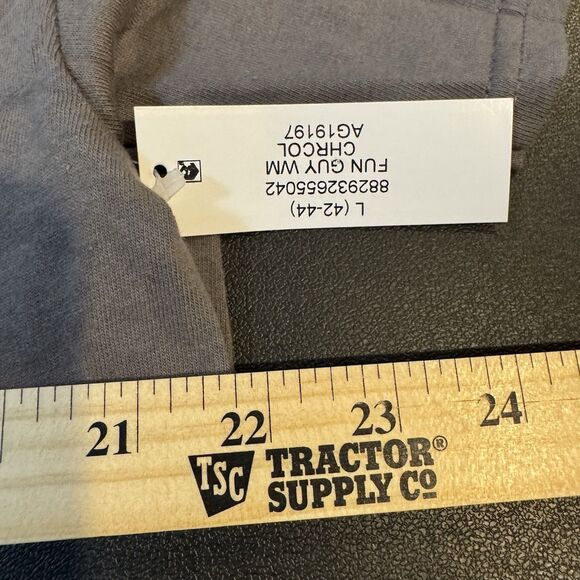 L (42-44)
882932655042
FUN GUY WM
CHRCOL
AG19197
21 22 23 24
TSC TRACTOR®
SUPPLY CO